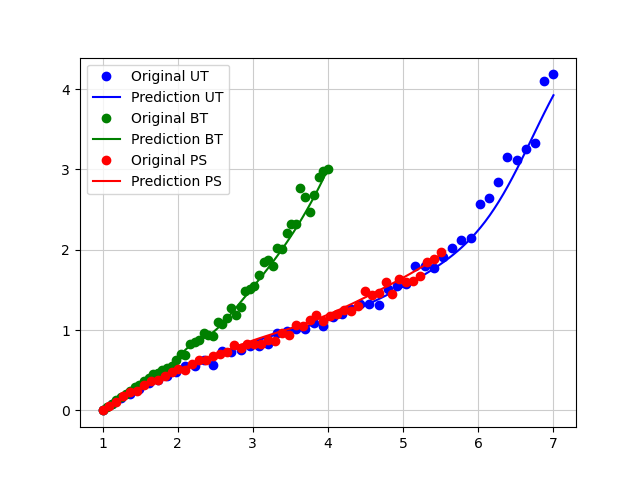 Original UT
Prediction UT
Original BT
Prediction BT
Original PS
Prediction PS
4
3
2
1
0
1 2 3 4 5 6 7